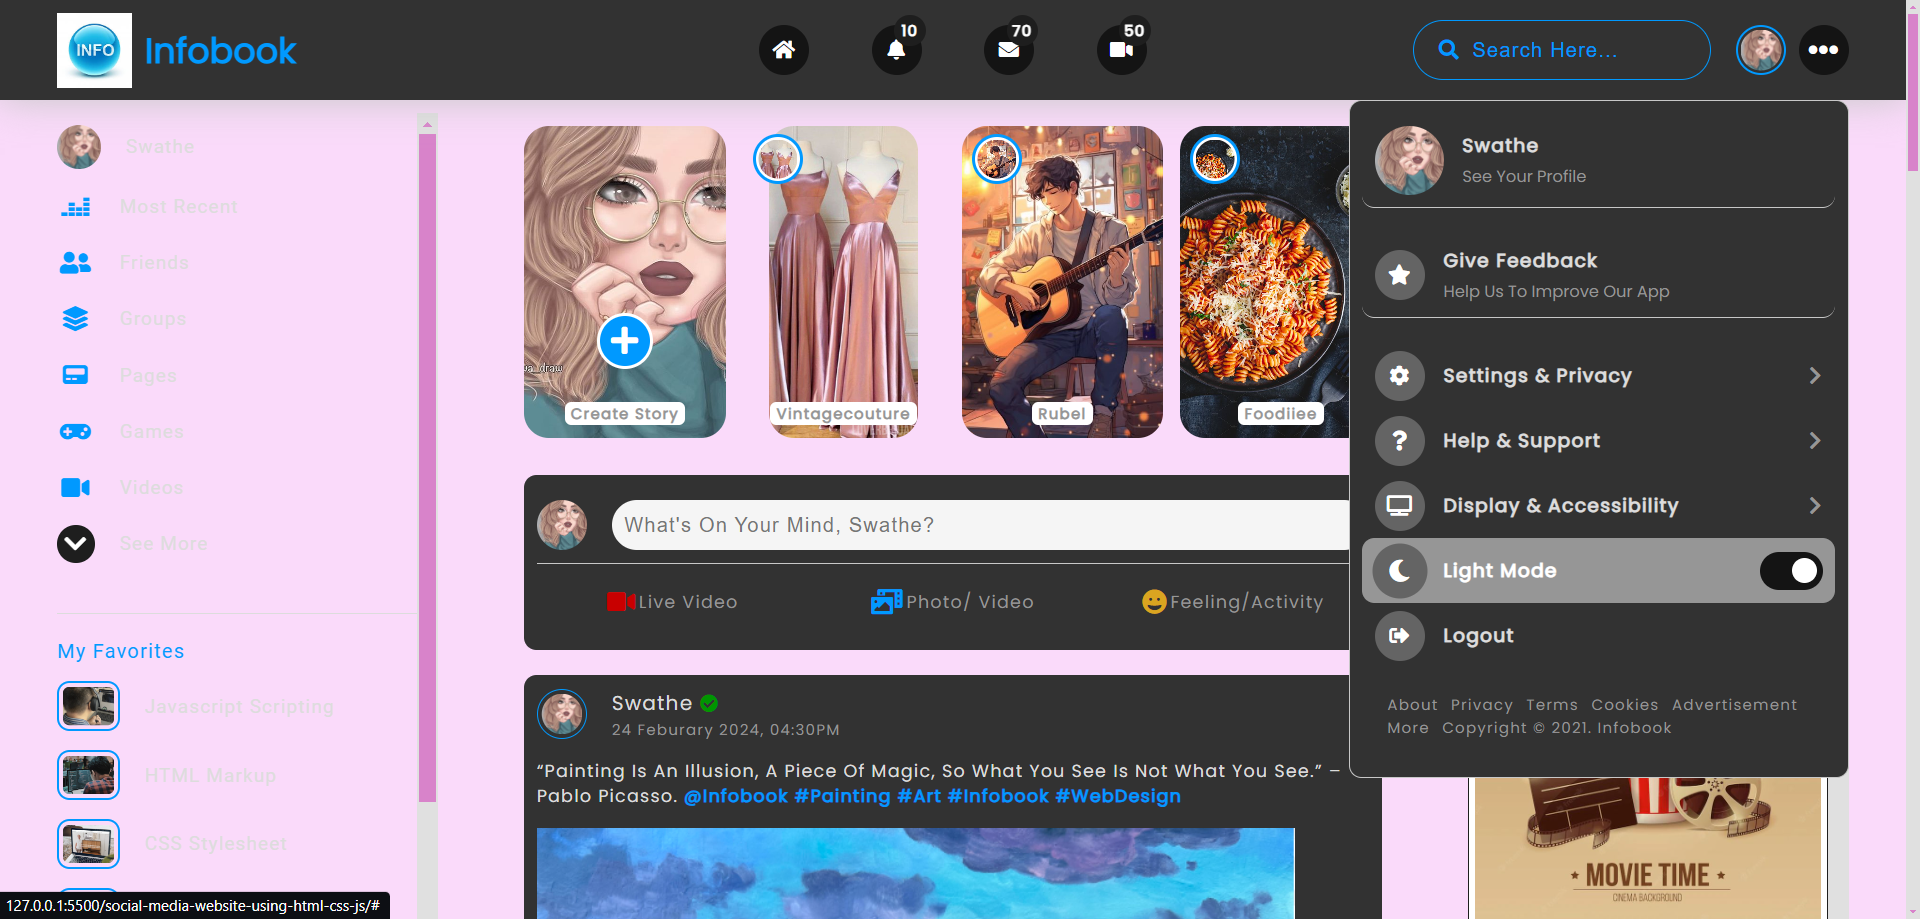 INFO
Infobook
10
70
50
Search Here...
Swathe
Most Recent
Friends
Groups
Pages
Games
Videos
See More
My Favorites
Javascript Scripting
HTML Markup
CSS Stylesheet
draw
Create Story
Vintagecouture
Rubel
Foodiiee
What's On Your Mind, Swathe?
Live Video
Photo/ Video
Feeling/Activity
Swathe
24 Feburary 2024, 04:30PM
“Painting Is An Illusion, A Piece Of Magic, So What You See Is Not What You See.” –
Pablo Picasso. @Infobook #Painting #Art #Infobook #WebDesign
Swathe
See Your Profile
Give Feedback
Help Us To Improve Our App
Settings & Privacy
Help & Support
Display & Accessibility
Light Mode
Logout
About Privacy Terms Cookies Advertisement
More Copyright © 2021. Infobook
MOVIE TIME
CINEMA BACKGROUND
127.0.0.1:5500/social-media-website-using-html-css-js/#